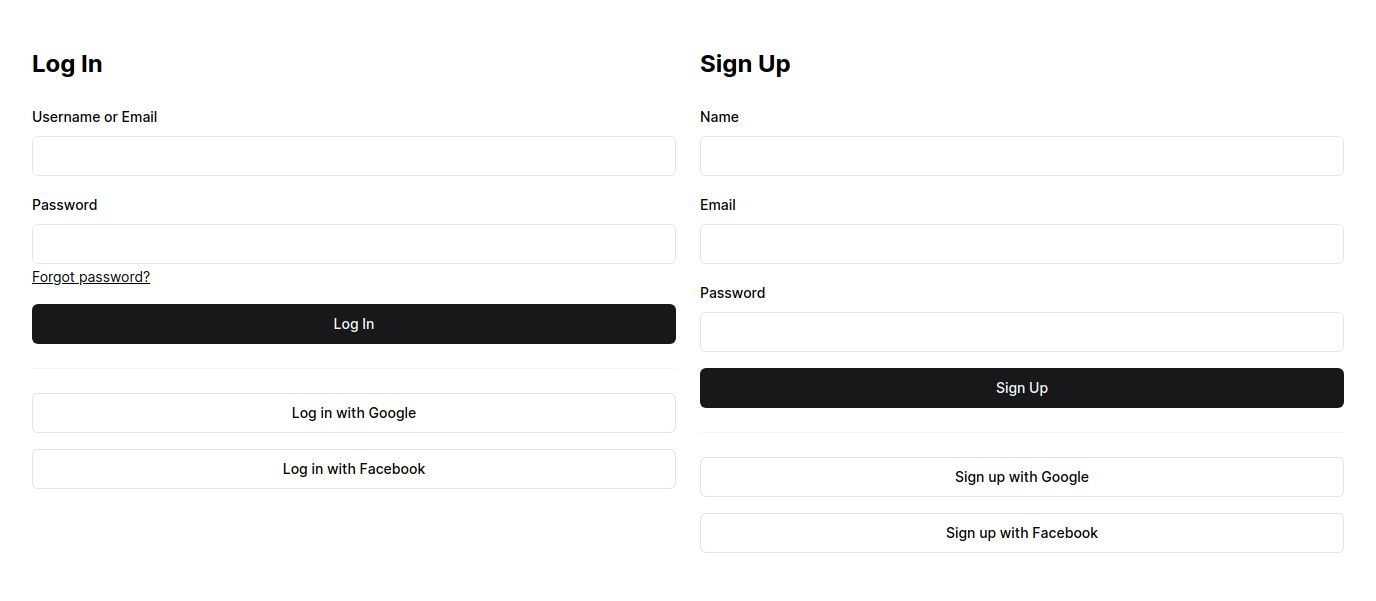 Log In
Username or Email
Password
Forgot password?
Log In
Log in with Google
Log in with Facebook
Sign Up
Name
Email
Password
Sign Up
Sign up with Google
Sign up with Facebook